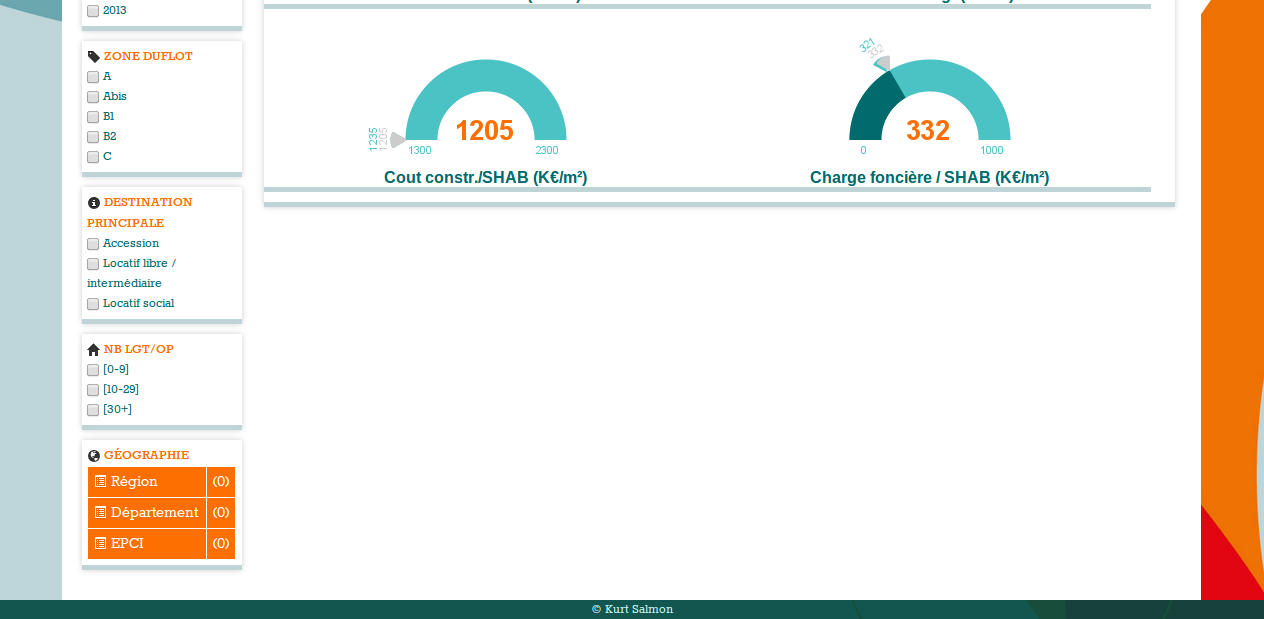 2013
ZONE DUFLOT
A
Abis
B1
B2
C
DESTINATION
PRINCIPALE
Accession
Locatif libre /
intermédiaire
Locatif social
NB LGT/OP
[0-9]
[10-29]
[30+]
GÉOGRAPHIE
Région (0)
Département (0)
EPCI (0)
1235
1205
1205
1300 2300
Cout constr./SHAB (K€/m²)
327
332
332
0 1000
Charge foncière / SHAB (K€/m²)
© Kurt Salmon